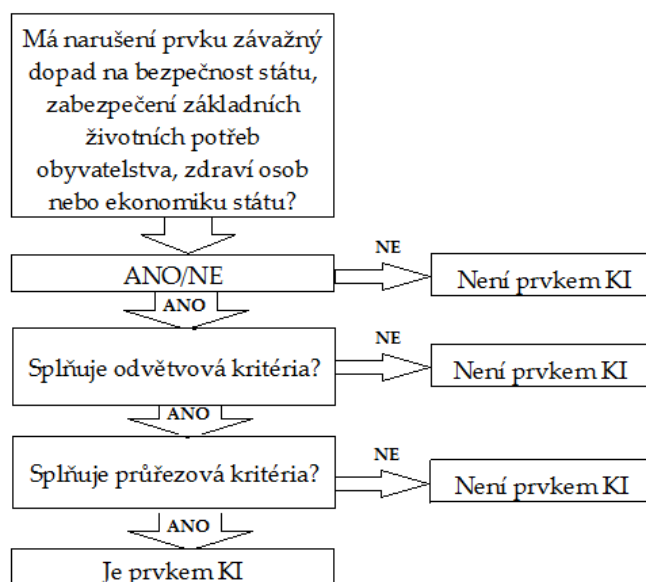 Má narušení prvku závažný
dopad na bezpečnost státu,
zabezpečení základních
životních potřeb
obyvatelstva, zdraví osob
nebo ekonomiku státu?
ANO/NE
NE
Není prvkem KI
ANO
Splňuje odvětvová kritéria?
NE
Není prvkem KI
ANO
Splňuje průřezová kritéria?
NE
Není prvkem KI
ANO
Je prvkem KI